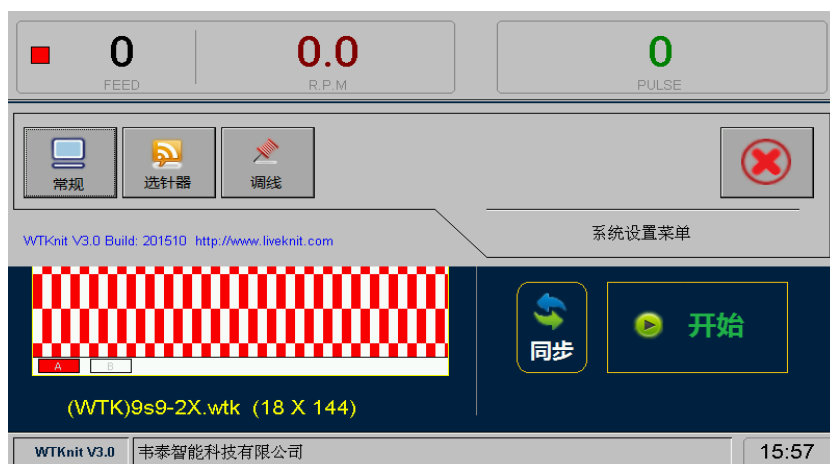 0
FEED
0.0
R.P.M
0
PULSE
常规
选针器
调线
WTKnit V3.0 Build: 201510 http://www.liveknit.com
系统设置菜单
A
B
同步
开始
(WTK)9s9-2X.wtk (18 X 144)
WTKnit V3.0
韦泰智能科技有限公司
15:57